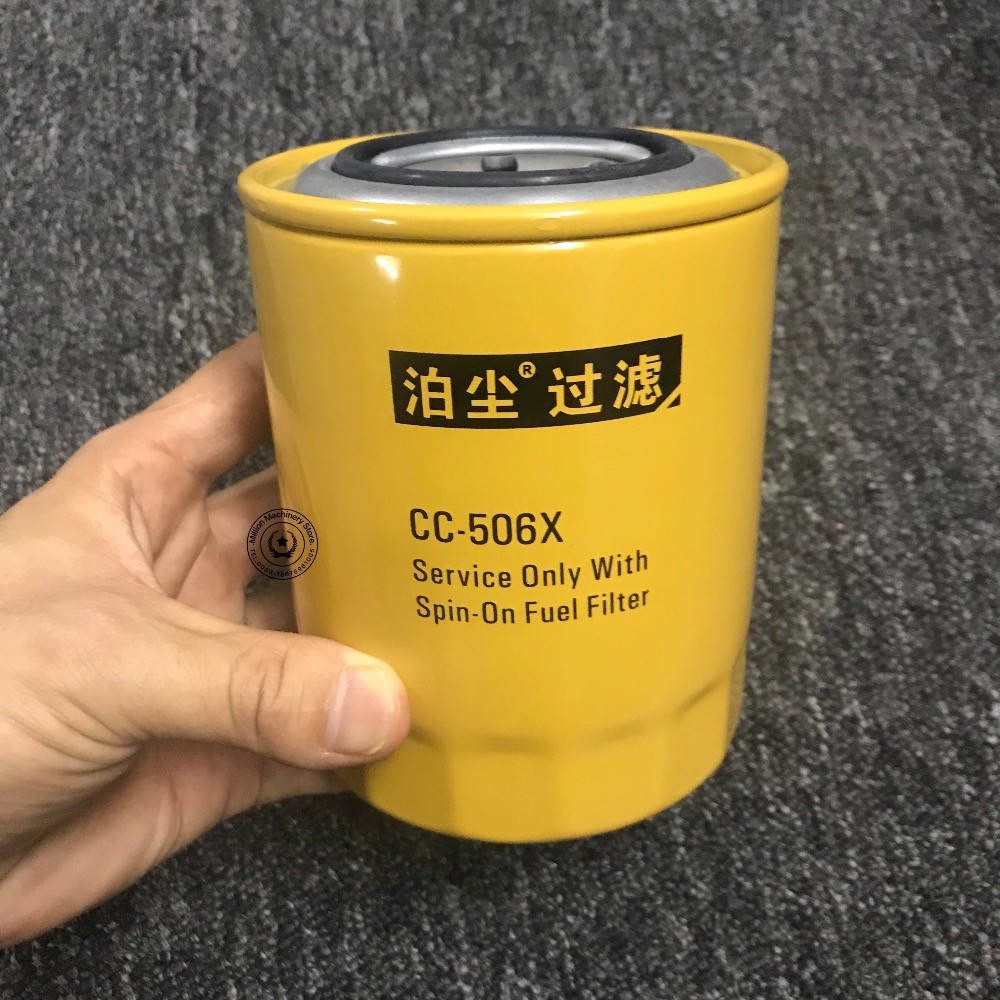 泊尘® 过滤
CC-506X
Service Only With
Spin-On Fuel Filter
Million Machinery Store